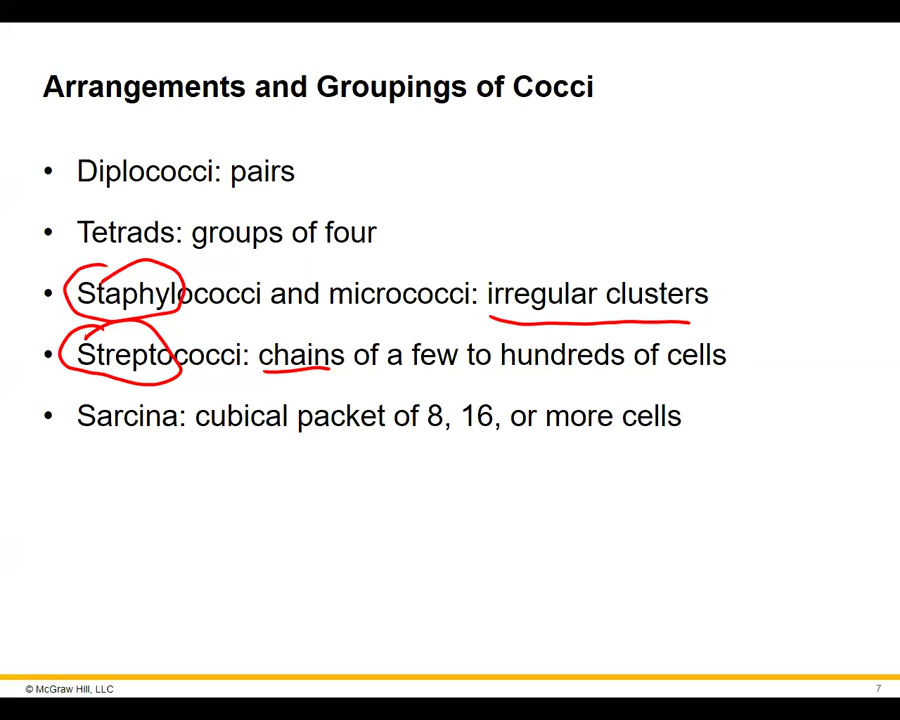 Arrangements and Groupings of Cocci
• Diplococci: pairs
• Tetrads: groups of four
• Staphylococci and micrococci: irregular clusters
• Streptococci: chains of a few to hundreds of cells
• Sarcina: cubical packet of 8, 16, or more cells
© McGraw Hill, LLC
7